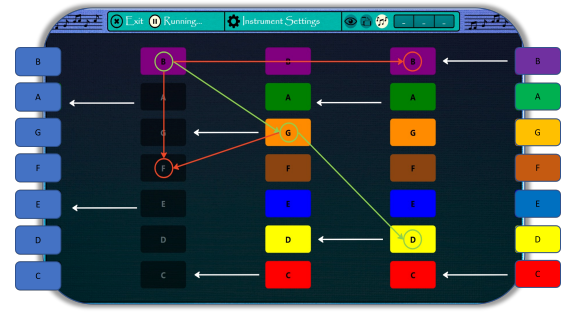 Exit Running... Instrument Settings - - -
B B B B B
A A A A A
G G G G G
F F F F F
E E E E E
D D D D D
C C C C C